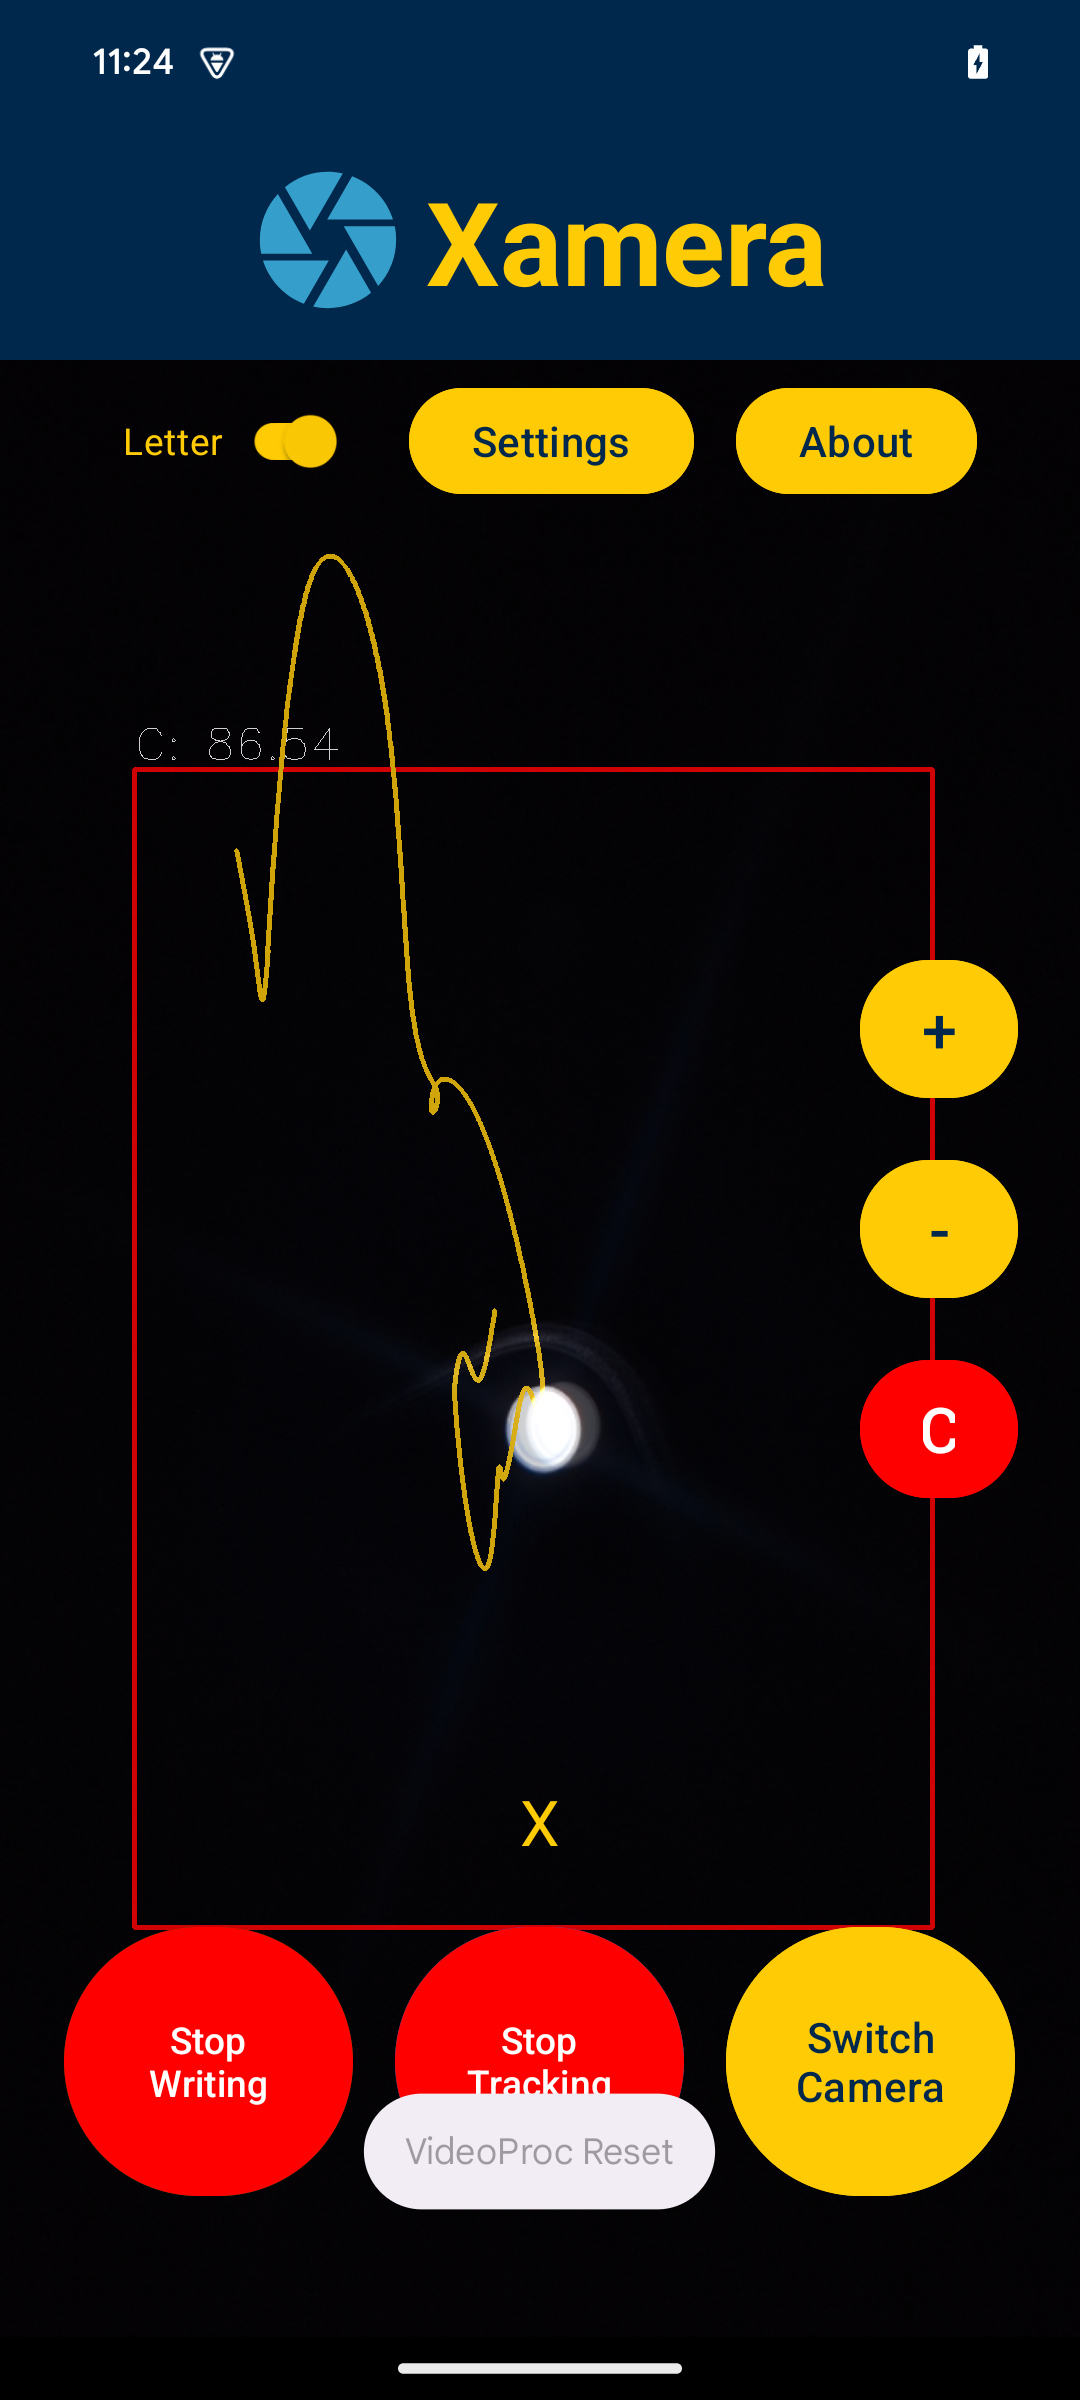 11:24
Xamera
Letter
Settings
About
C: 86.54
+
-
C
X
Stop
Writing
Stop
Tracking
Switch
Camera
VideoProc Reset